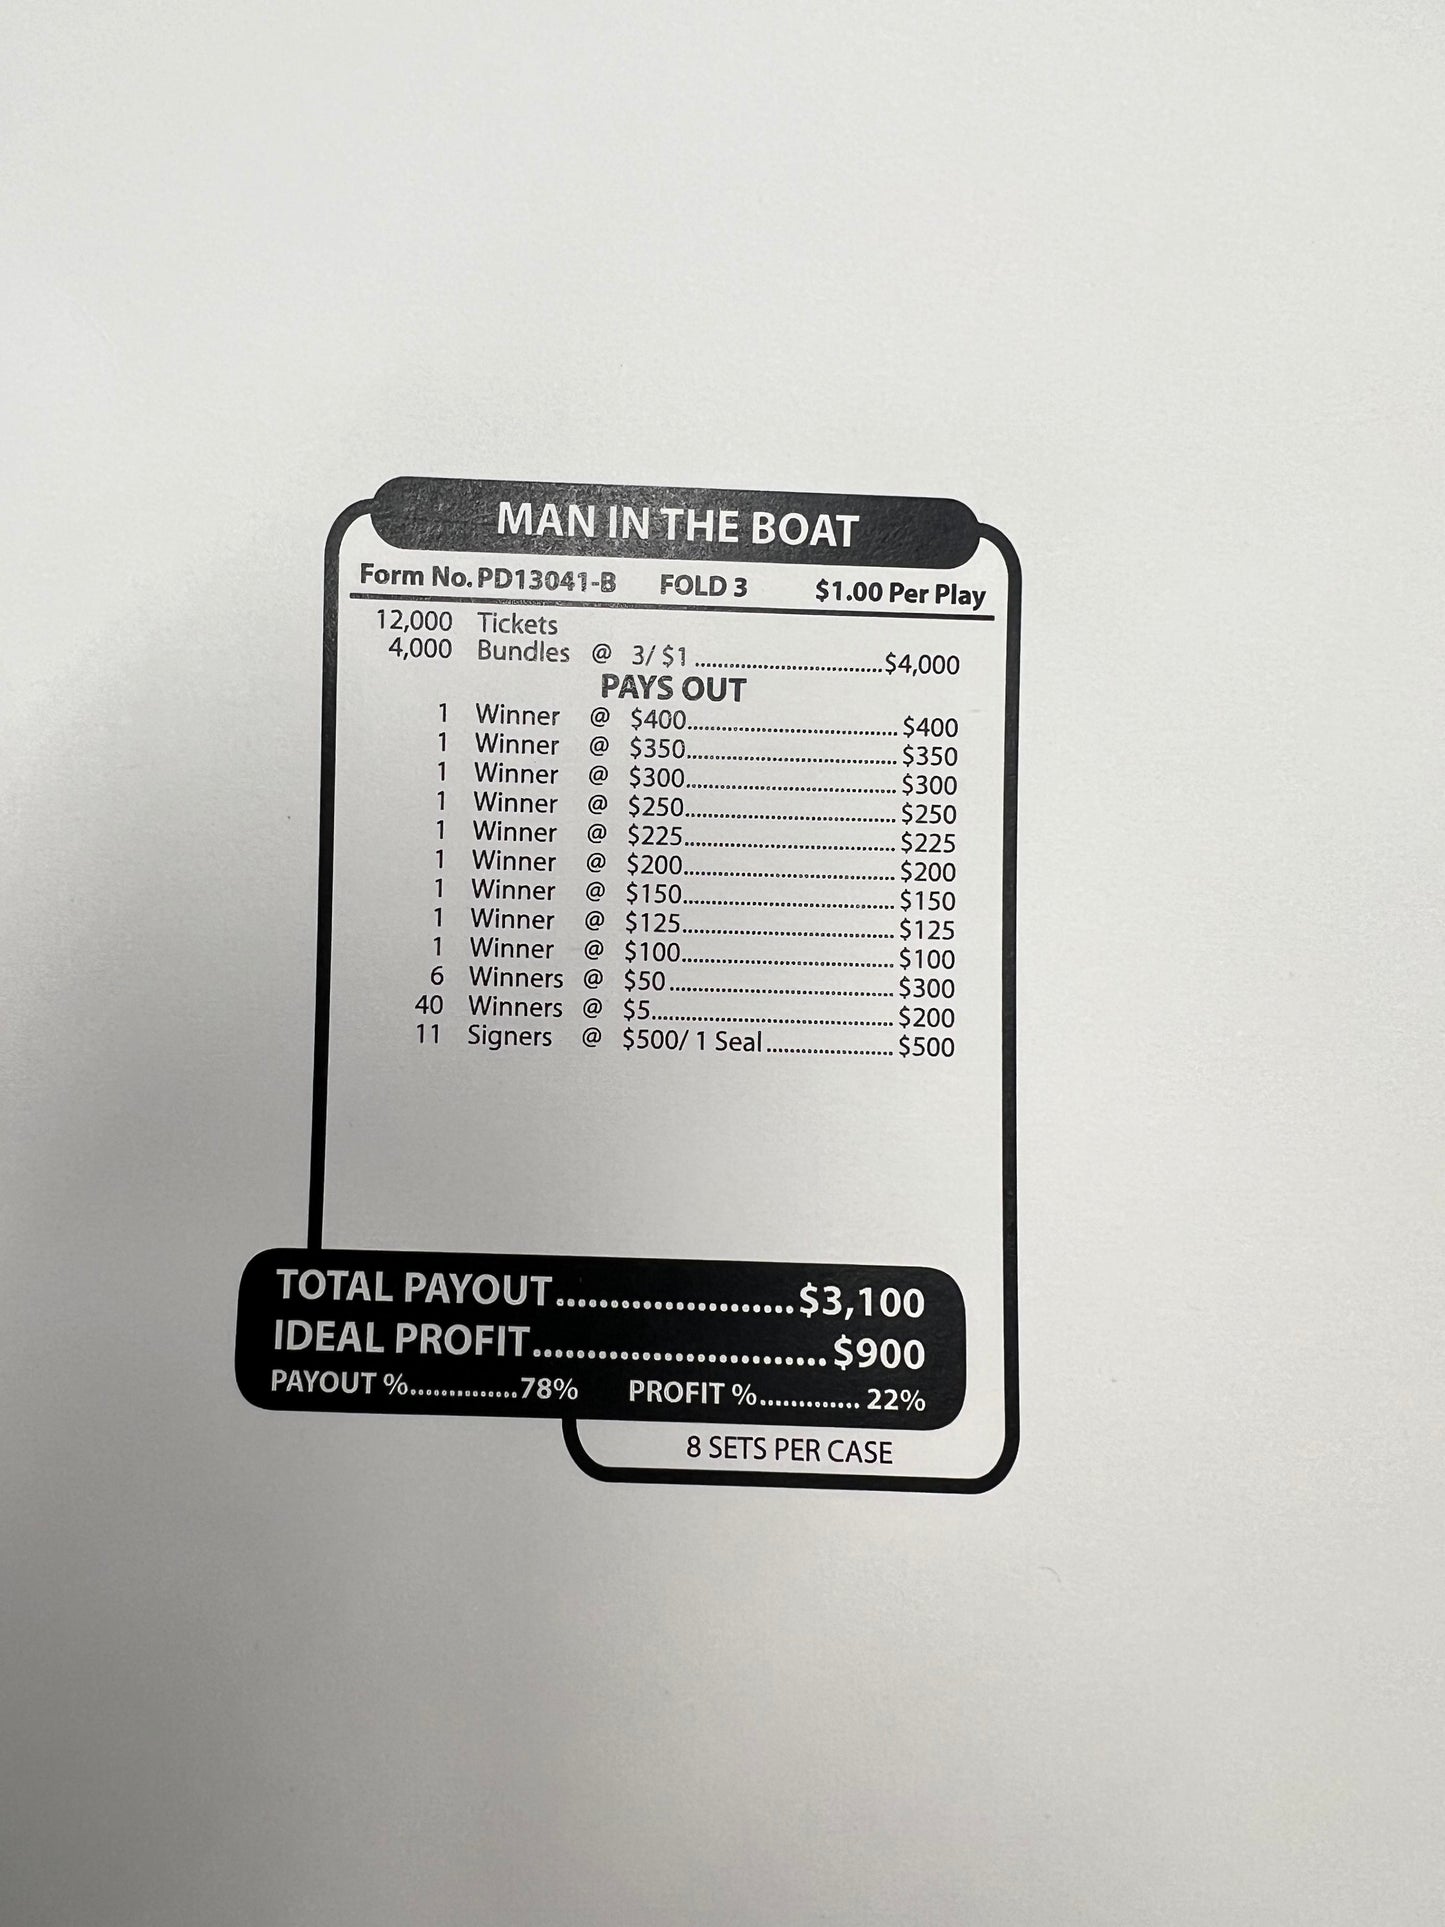 MAN IN THE BOAT
Form No. PD13041-B FOLD 3 $1.00 Per Play
12,000 Tickets
4,000 Bundles @ 3/ $1 ........................................ $4,000
PAYS OUT
1 Winner @ $400........................................ $400
1 Winner @ $350........................................ $350
1 Winner @ $300........................................ $300
1 Winner @ $250........................................ $250
1 Winner @ $225........................................ $225
1 Winner @ $200........................................ $200
1 Winner @ $150........................................ $150
1 Winner @ $125........................................ $125
1 Winner @ $100........................................ $100
6 Winners @ $50........................................ $300
40 Winners @ $5........................................ $200
11 Signers @ $500/ 1 Seal........................ $500
TOTAL PAYOUT........................$3,100
IDEAL PROFIT.............................$900
PAYOUT %..............78% PROFIT %.............22%
8 SETS PER CASE